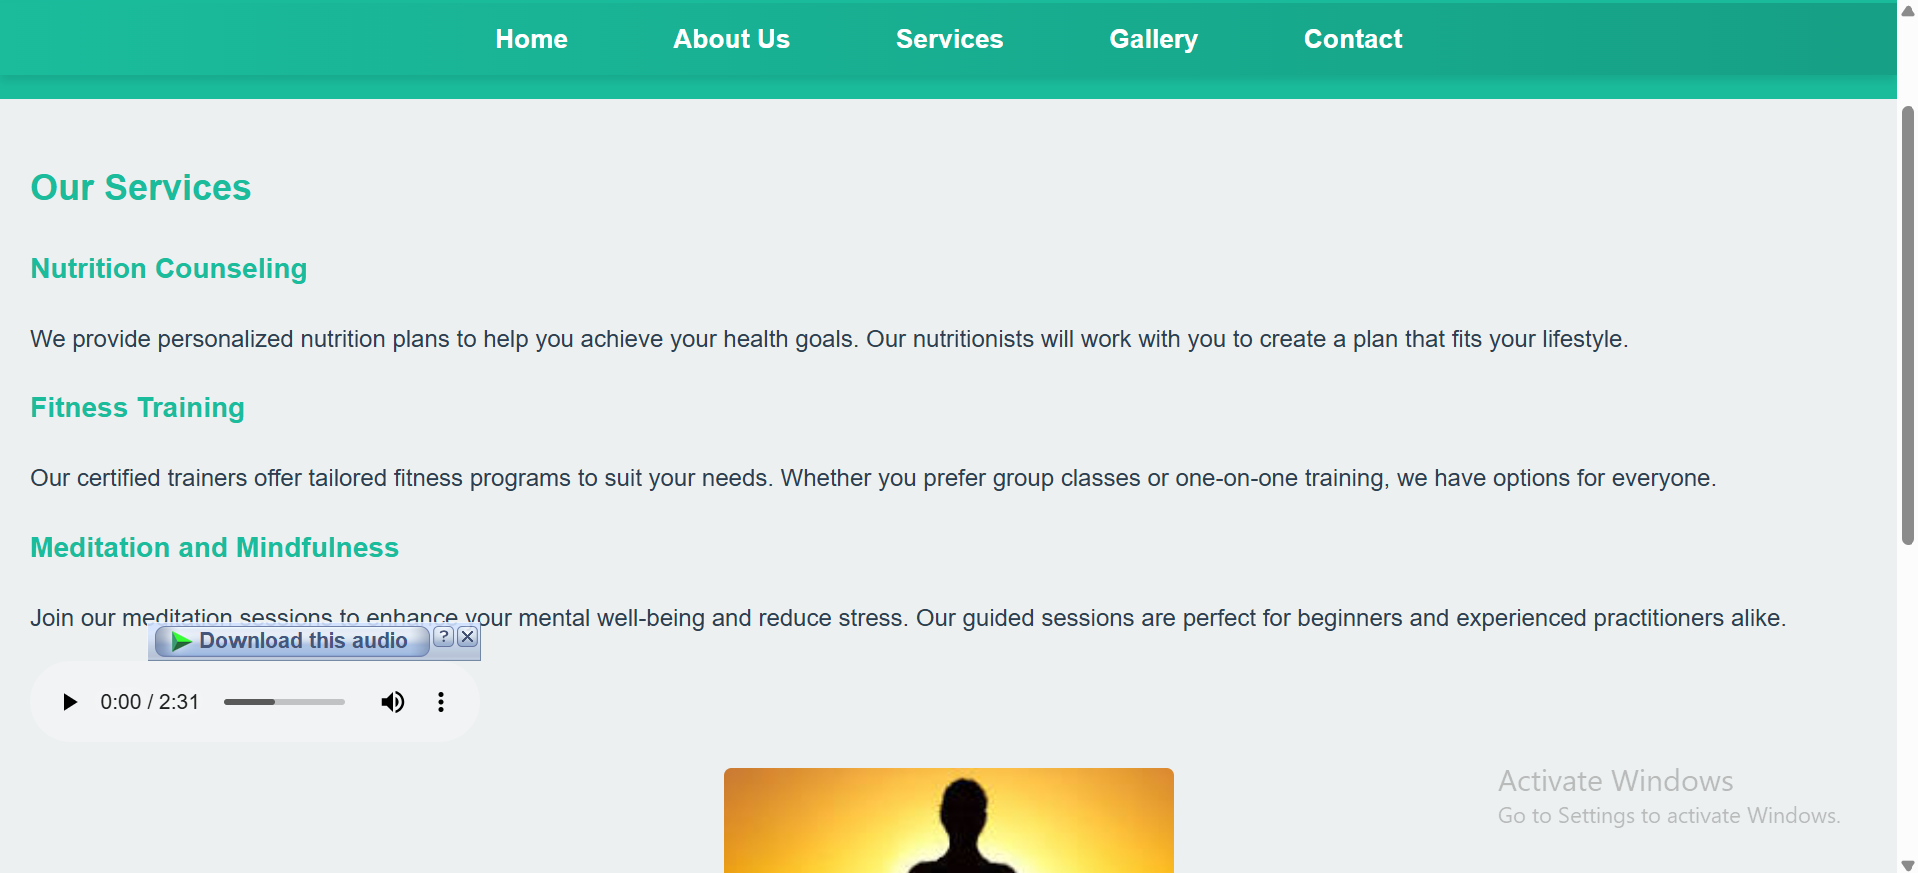 Home About Us Services Gallery Contact
Our Services
Nutrition Counseling
We provide personalized nutrition plans to help you achieve your health goals. Our nutritionists will work with you to create a plan that fits your lifestyle.
Fitness Training
Our certified trainers offer tailored fitness programs to suit your needs. Whether you prefer group classes or one-on-one training, we have options for everyone.
Meditation and Mindfulness
Join our meditation sessions to enhance your mental well-being and reduce stress. Our guided sessions are perfect for beginners and experienced practitioners alike.
Download this audio ?
0:00 / 2:31
Activate Windows
Go to Settings to activate Windows.